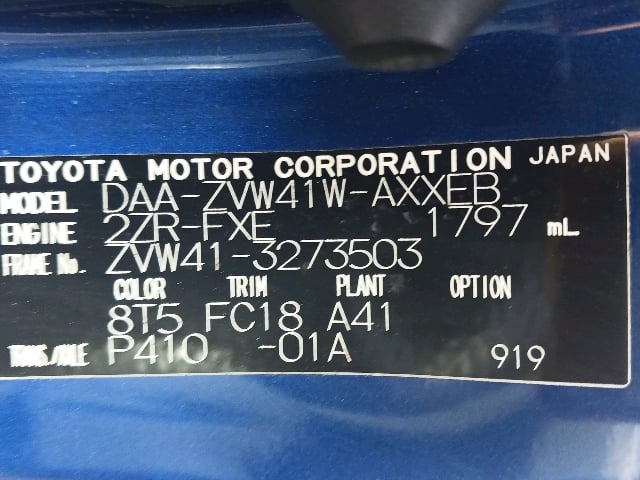 TOYOTA MOTOR CORPORATION JAPAN
MODEL DAA-ZVW41W-AXXEB
ENGINE 2ZR-FXE 1797 mL
FRAME No. ZVW41-3273503
COLOR TRIM PLANT OPTION
8T5 FC18 A41
TRANS./AXLE P410 -01A 919